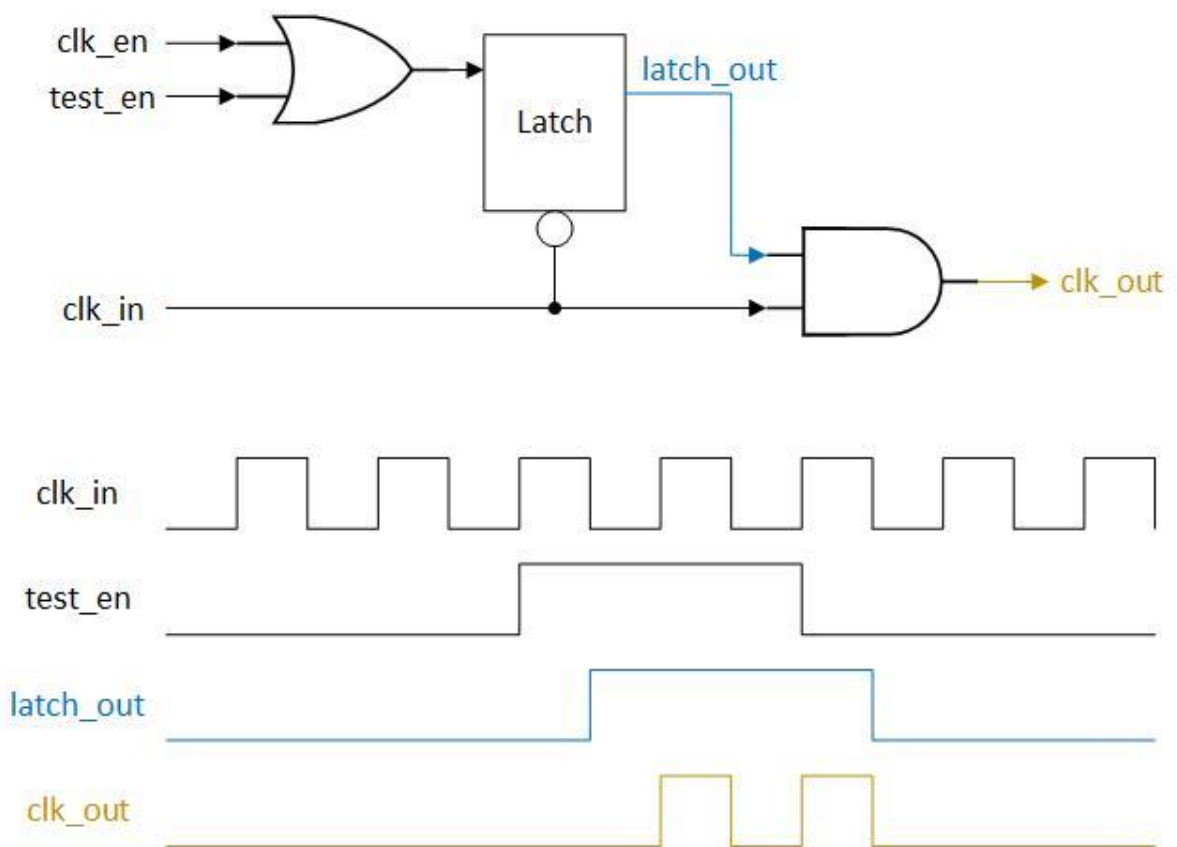 clk_en
test_en
Latch
latch_out
clk_in
clk_out
clk_in
test_en
latch_out
clk_out